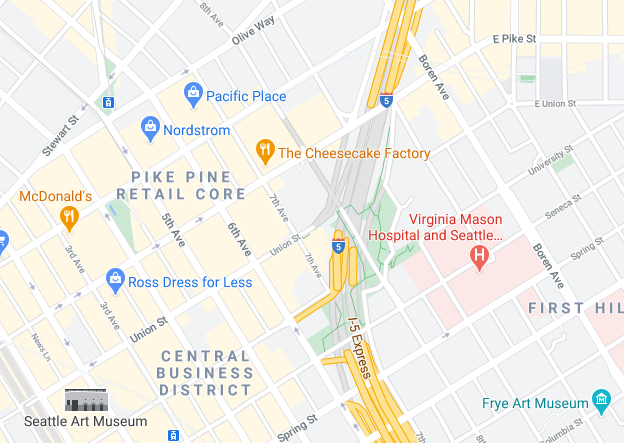 8th Ave
Olive Way
E Pike St
Boren Ave
5
Pacific Place
E Union St
Stewart St
Nordstrom
The Cheesecake Factory
University St
PIKE PINE
RETAIL CORE
McDonald's
7th Ave
Seneca St
Virginia Mason
Hospital and Seattle...
H
5th Ave
6th Ave
Union St
5
Spring St
3rd Ave
7th Ave
Boren Ave
Ross Dress for Less
3rd Ave
FIRST HIL
Union St
I-5 Express
News Ln
CENTRAL
BUSINESS
DISTRICT
Frye Art Museum
Seattle Art Museum
Spring St
7th
Columbia St